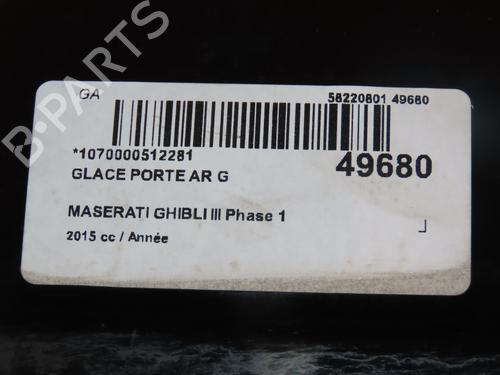 GA
58220801 49680
*1070000512281
49680
GLACE PORTE AR G
MASERATI GHIBLI III Phase 1
2015 cc / Année
B-PARTS